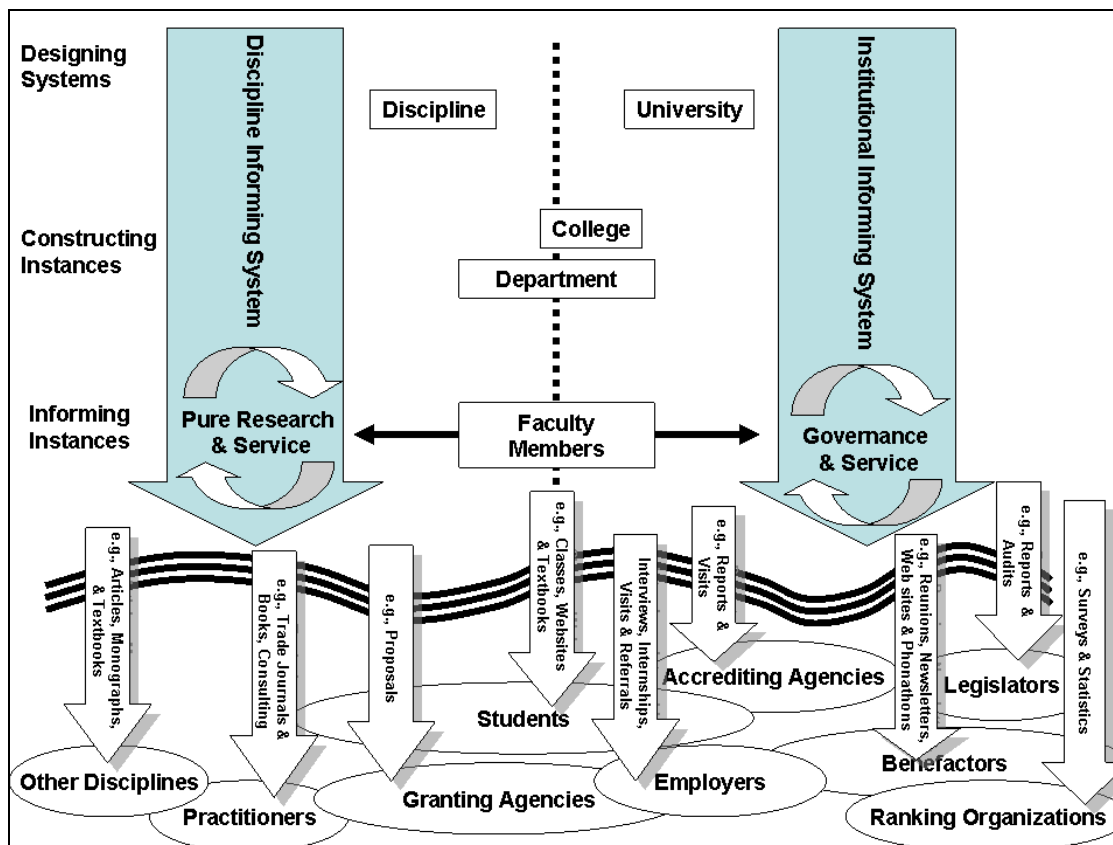 Designing
Systems
Discipline Informing System
Discipline
University
Institutional Informing System
Constructing
Instances
College
Department
Informing
Instances
Pure Research
& Service
Faculty
Members
Governance
& Service
e.g., Articles, Monographs,
& Textbooks
e.g., Trade Journals &
Books, Consulting
e.g., Proposals
e.g., Classes, Websites
& Textbooks
Interviews, Internships,
Visits & Referrals
e.g., Reports &
Visits
e.g., Reunions, Newsletters,
Web sites & Phonathons
e.g., Reports &
Audits
e.g., Surveys & Statistics
Accrediting Agencies
Legislators
Students
Other Disciplines
Employers
Benefactors
Practitioners
Granting Agencies
Ranking Organizations